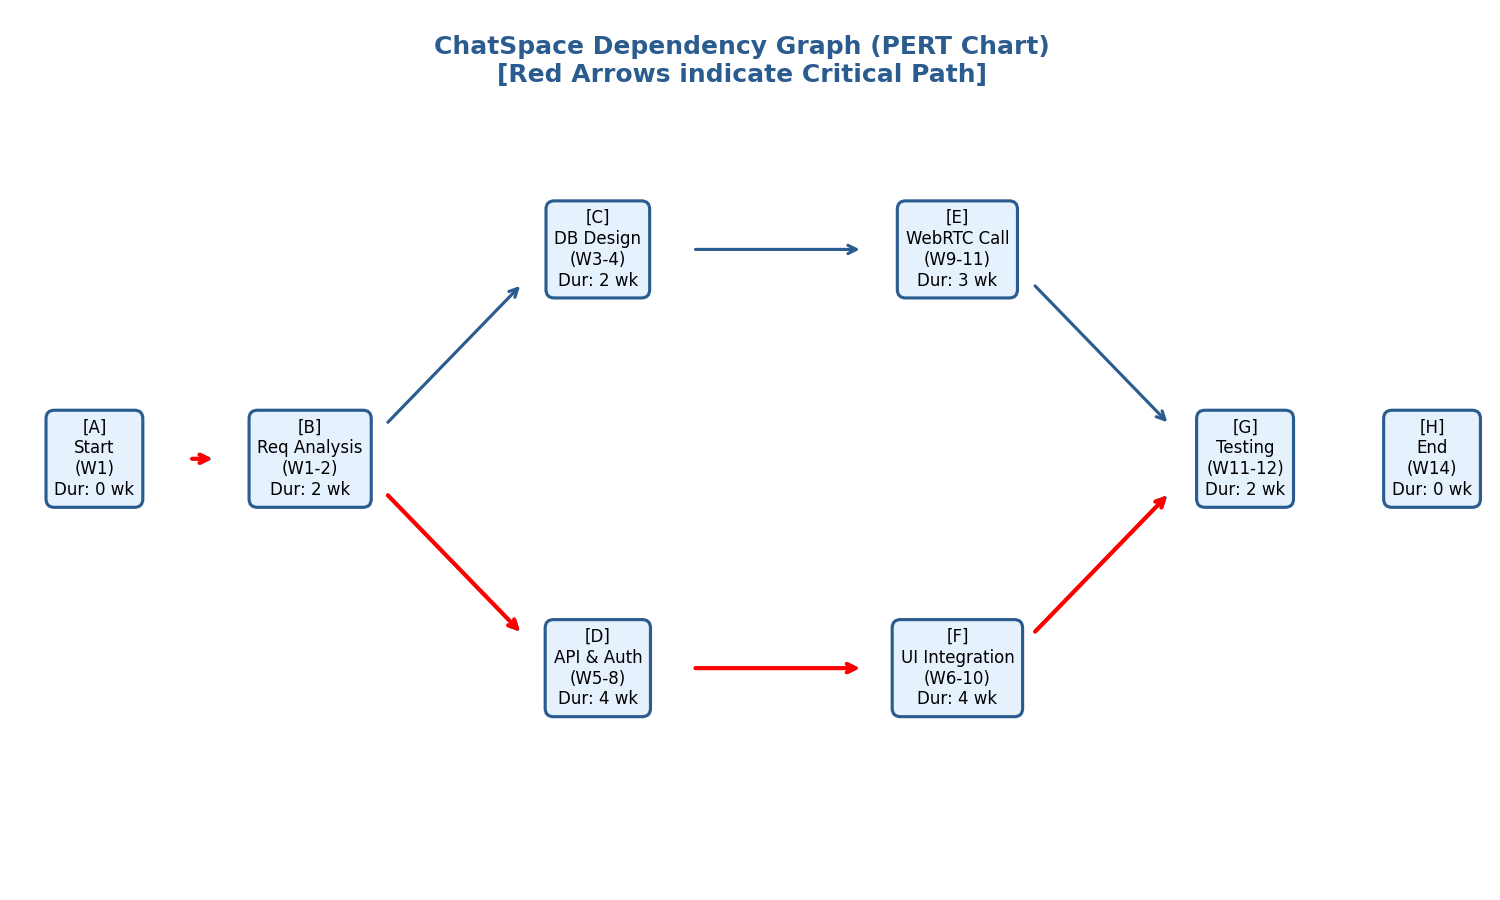 ChatSpace Dependency Graph (PERT Chart)
[Red Arrows indicate Critical Path]
[C]
DB Design
(W3-4)
Dur: 2 wk
[E]
WebRTC Call
(W9-11)
Dur: 3 wk
[A]
Start
(W1)
Dur: 0 wk
[B]
Req Analysis
(W1-2)
Dur: 2 wk
[G]
Testing
(W11-12)
Dur: 2 wk
[H]
End
(W14)
Dur: 0 wk
[D]
API & Auth
(W5-8)
Dur: 4 wk
[F]
UI Integration
(W6-10)
Dur: 4 wk